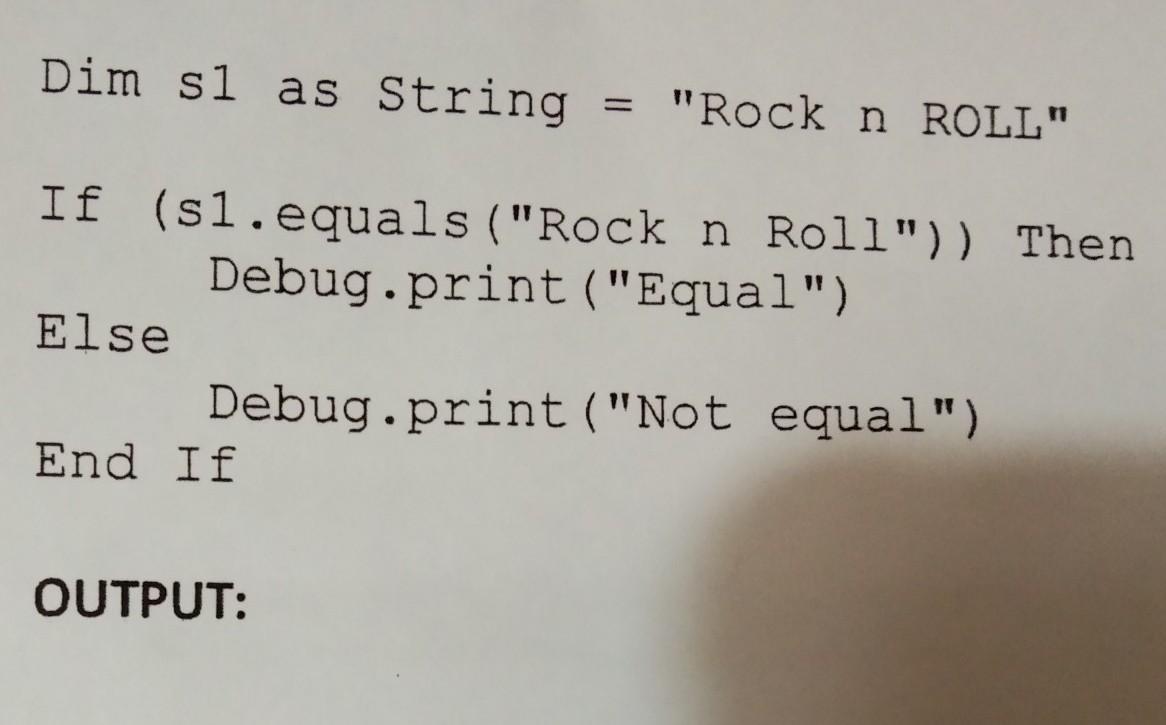 Dim s1 as String = "Rock n ROLL"
If (s1.equals("Rock n Roll")) Then
Debug.print("Equal")
Else
Debug.print("Not equal")
End If
OUTPUT: